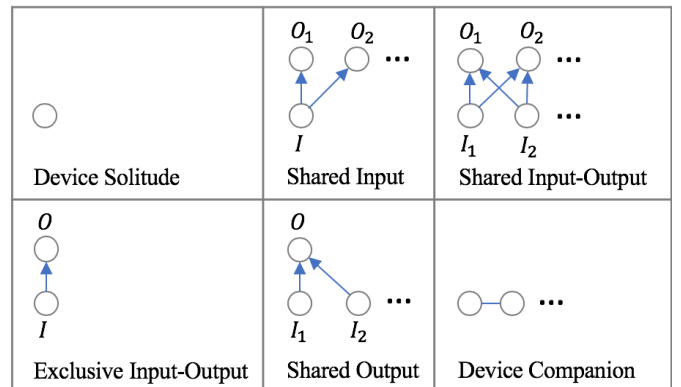 O₁ O₂ ...
I
Shared Input
O₁ O₂ ...
...
I₁ I₂
Shared Input-Output
Device Solitude
O
I
Exclusive Input-Output
O
...
I₁ I₂
Shared Output
...
Device Companion